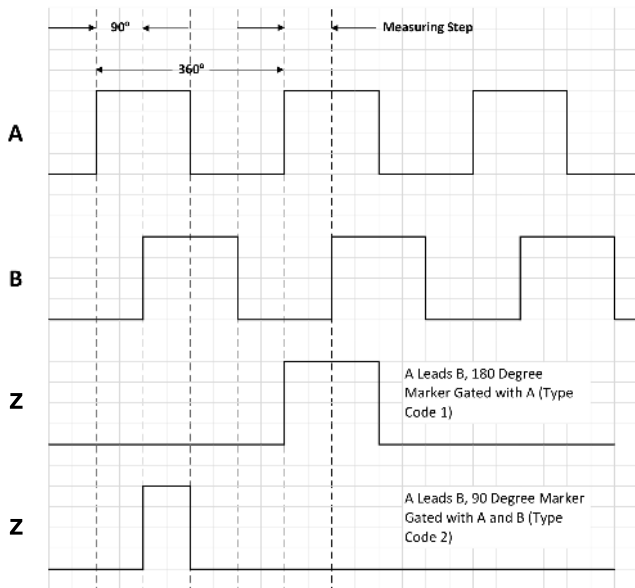 90°
Measuring Step
360°
A
B
Z
A Leads B, 180 Degree
Marker Gated with A (Type
Code 1)
Z
A Leads B, 90 Degree Marker
Gated with A and B (Type
Code 2)